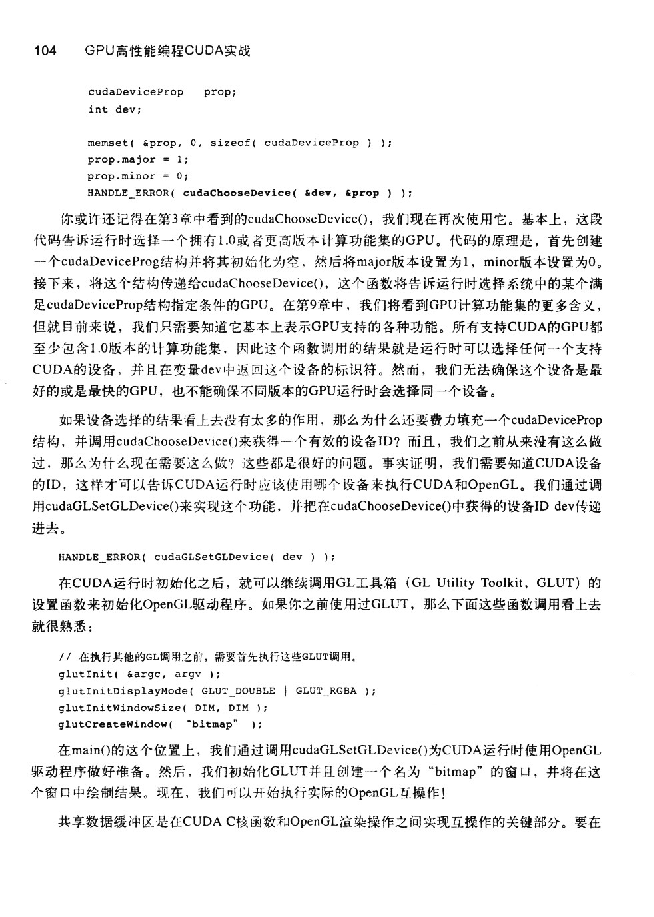 104 GPU高性能编程CUDA实战
cudaDeviceProp prop;
int dev;
memset( &prop, 0, sizeof( cudaDeviceProp ) );
prop.major = 1;
prop.minor = 0;
HANDLE_ERROR( cudaChooseDevice( &dev, &prop ) );
你或许还记得在第3章中看到的cudaChooseDevice()，我们现在再次使用它。基本上，这段
代码告诉运行时选择一个拥有1.0或者更高版本计算功能集的GPU。代码的原理是，首先创建
一个cudaDeviceProg结构并将其初始化为空，然后将major版本设置为1，minor版本设置为0。
接下来，将这个结构传递给cudaChooseDevice()，这个函数将告诉运行时选择系统中的某个满
足cudaDeviceProp结构指定条件的GPU。在第9章中，我们将看到GPU计算功能集的更多含义，
但就目前来说，我们只需要知道它基本上表示GPU支持的各种功能。所有支持CUDA的GPU都
至少包含1.0版本的计算功能集，因此这个函数调用的结果就是运行时可以选择任何一个支持
CUDA的设备，并且在变量dev中返回这个设备的标识符。然而，我们无法确保这个设备是最
好的或是最快的GPU，也不能确保不同版本的GPU运行时会选择同一个设备。
如果设备选择的结果看上去没有太多的作用，那么为什么还要费力填充一个cudaDeviceProp
结构，并调用cudaChooseDevice()来获得一个有效的设备ID？而且，我们之前从来没有这么做
过，那么为什么现在需要这么做？这些都是很好的问题。事实证明，我们需要知道CUDA设备
的ID，这样才可以告诉CUDA运行时应该使用哪个设备来执行CUDA和OpenGL。我们通过调
用cudaGLSetGLDevice()来实现这个功能，并把在cudaChooseDevice()中获得的设备ID dev传递
进去。
HANDLE_ERROR( cudaGLSetGLDevice( dev ) );
在CUDA运行时初始化之后，就可以继续调用GL工具箱（GL Utility Toolkit，GLUT）的
设置函数来初始化OpenGL驱动程序。如果你之前使用过GLUT，那么下面这些函数调用看上去
就很熟悉：
// 在执行其他的GL调用之前，需要首先执行这些GLUT调用。
glutInit( &argc, argv );
glutInitDisplayMode( GLUT_DOUBLE | GLUT_RGBA );
glutInitWindowSize( DIM, DIM );
glutCreateWindow( "bitmap" );
在main()的这个位置上，我们通过调用cudaGLSetGLDevice()为CUDA运行时使用OpenGL
驱动程序做好准备。然后，我们初始化GLUT并且创建一个名为“bitmap”的窗口，并将在这
个窗口中绘制结果。现在，我们可以开始执行实际的OpenGL互操作！
共享数据缓冲区是在CUDA C核函数和OpenGL渲染操作之间实现互操作的关键部分。要在